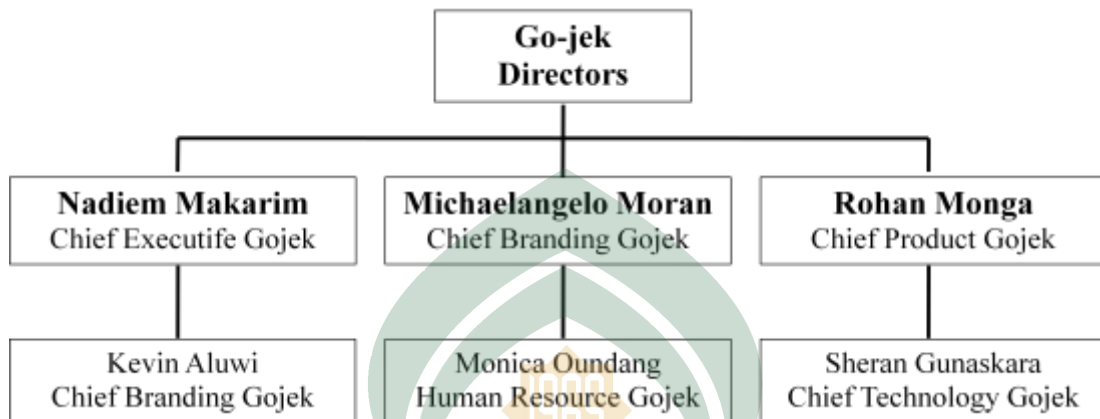 Go-jek
Directors
Nadiem Makarim
Chief Executife Gojek
Michaelangelo Moran
Chief Branding Gojek
Rohan Monga
Chief Product Gojek
Kevin Aluwi
Chief Branding Gojek
Monica Oundang
Human Resource Gojek
Sheran Gunaskara
Chief Technology Gojek